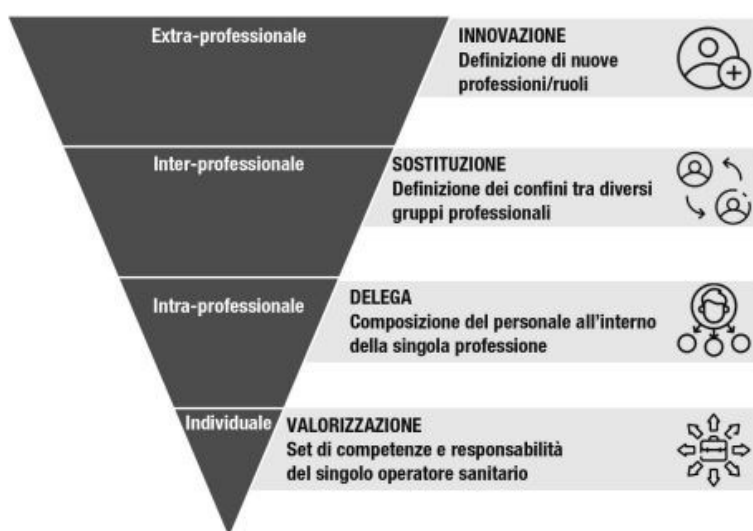 Extra-professionale
INNOVAZIONE
Definizione di nuove
professioni/ruoli
Inter-professionale
SOSTITUZIONE
Definizione dei confini tra diversi
gruppi professionali
Intra-professionale
DELEGA
Composizione del personale all'interno
della singola professione
Individuale
VALORIZZAZIONE
Set di competenze e responsabilità
del singolo operatore sanitario